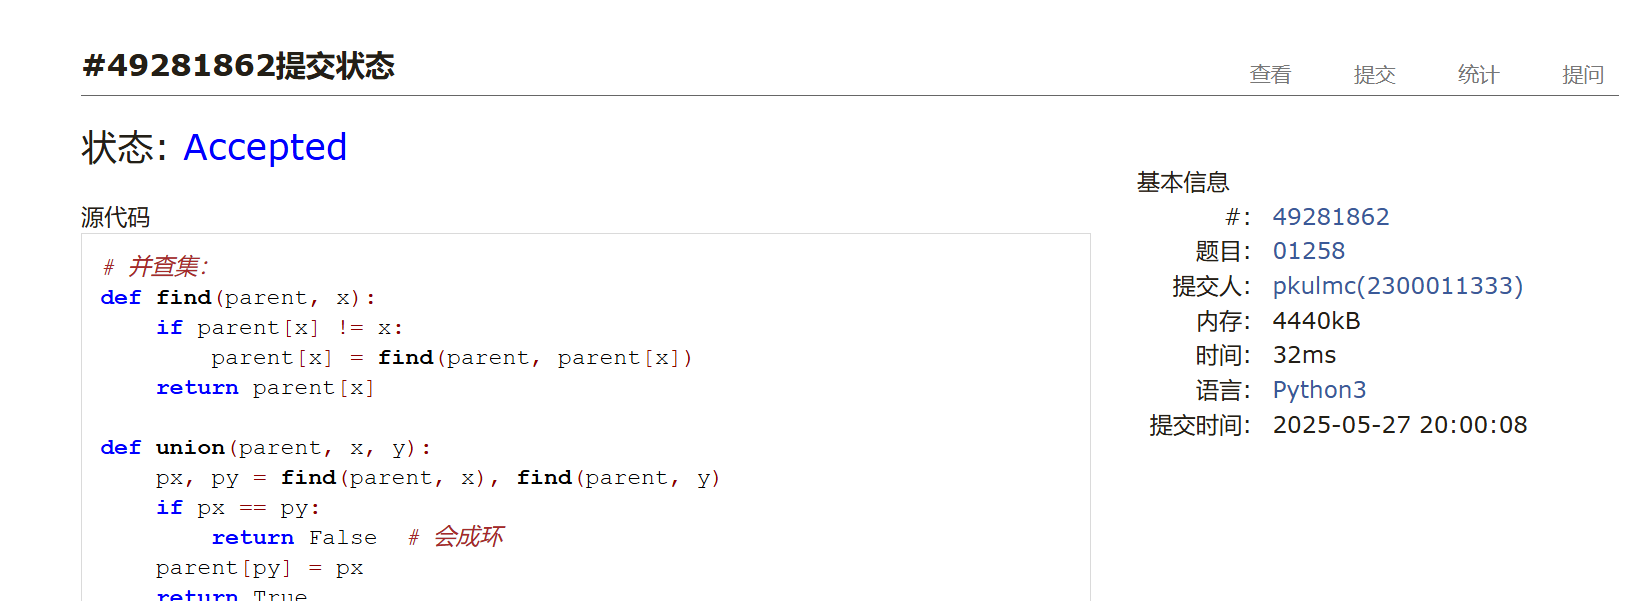 #49281862提交状态
查看 提交 统计 提问
状态: Accepted
源代码
# 并查集:
def find(parent, x):
    if parent[x] != x:
        parent[x] = find(parent, parent[x])
    return parent[x]
def union(parent, x, y):
    px, py = find(parent, x), find(parent, y)
    if px == py:
        return False  # 会成环
    parent[py] = px
    return True
基本信息
#: 49281862
题目: 01258
提交人: pkulmc(2300011333)
内存: 4440kB
时间: 32ms
语言: Python3
提交时间: 2025-05-27 20:00:08